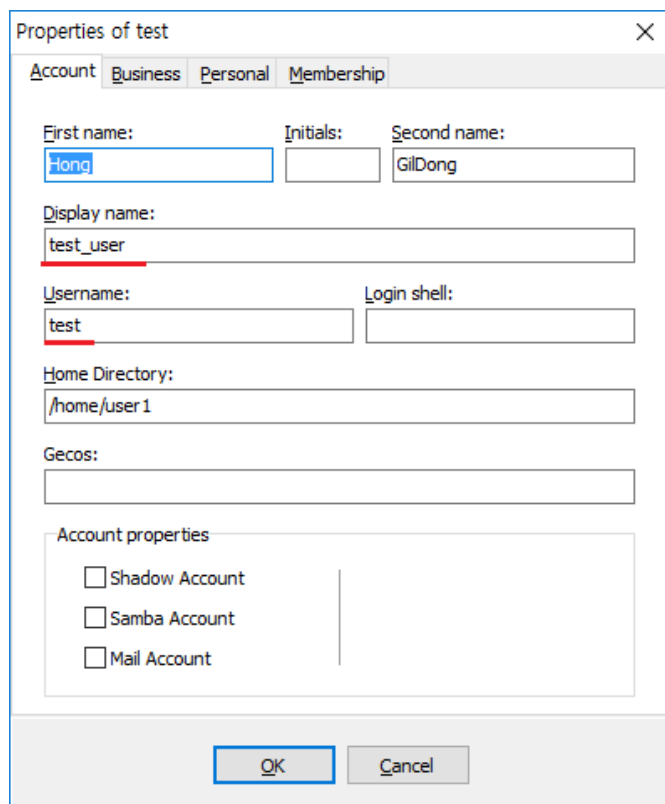 Properties of test
Account Business Personal Membership
First name: Initials: Second name:
Hong GilDong
Display name:
test_user
Username: Login shell:
test
Home Directory:
/home/user1
Gecos:
Account properties
Shadow Account
Samba Account
Mail Account
OK Cancel